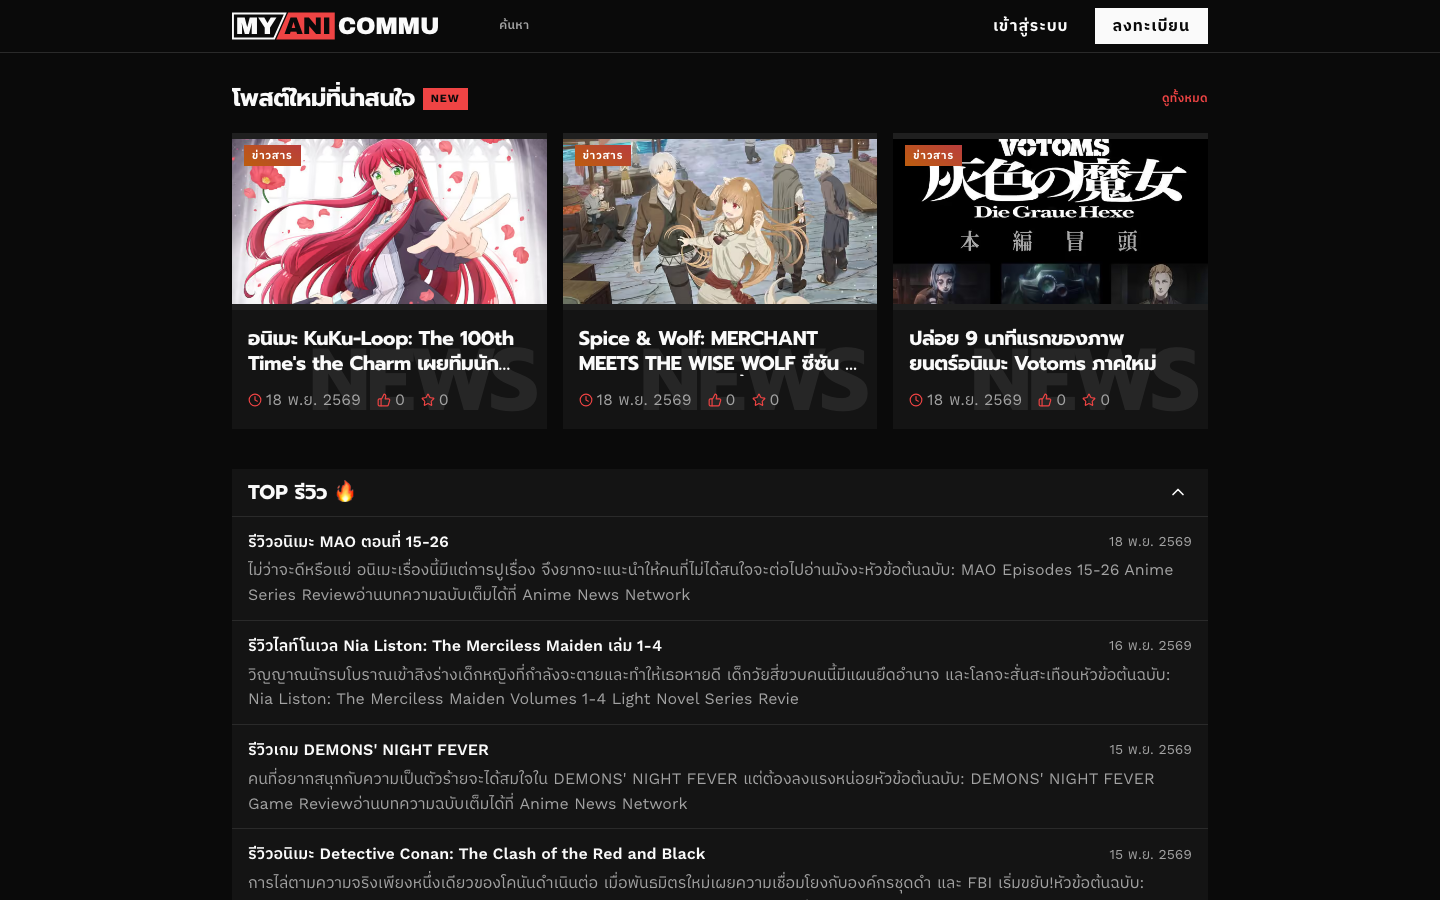 MY ANI COMMU
ค้นหา
เข้าสู่ระบบ
ลงทะเบียน
โพสต์ใหม่ที่น่าสนใจ NEW
ดูทั้งหมด
ข่าวสาร
อนิเมะ KuKu-Loop: The 100th
Time's the Charm เผยทีมนัก...
NEWS
18 พ.ย. 2569 0 0
ข่าวสาร
Spice & Wolf: MERCHANT
MEETS THE WISE WOLF ซีซัน ...
NEWS
18 พ.ย. 2569 0 0
ข่าวสาร
VOTOMS
灰色の魔女
Die Graue Hexe
本編冒頭
ปล่อย 9 นาทีแรกของภาพ
ยนตร์อนิเมะ Votoms ภาคใหม่
NEWS
18 พ.ย. 2569 0 0
TOP รีวิว 🔥
รีวิวอนิเมะ MAO ตอนที่ 15-26
18 พ.ย. 2569
ไม่ว่าจะดีหรือแย่ อนิเมะเรื่องนี้มีแต่การปูเรื่อง จึงยากจะแนะนำให้คนที่ไม่ได้สนใจจะต่อไปอ่านมังงะหัวข้อต้นฉบับ: MAO Episodes 15-26 Anime
Series Reviewอ่านบทความฉบับเต็มได้ที่ Anime News Network
รีวิวไลท์โนเวล Nia Liston: The Merciless Maiden เล่ม 1-4
16 พ.ย. 2569
วิญญาณนักรบโบราณเข้าสิงร่างเด็กหญิงที่กำลังจะตายและทำให้เธอหายดี เด็กวัยสี่ขวบคนนี้มีแผนยึดอำนาจ และโลกจะสั่นสะเทือนหัวข้อต้นฉบับ:
Nia Liston: The Merciless Maiden Volumes 1-4 Light Novel Series Revie
รีวิวเกม DEMONS' NIGHT FEVER
15 พ.ย. 2569
คนที่อยากสนุกกับความเป็นตัวร้ายจะได้สมใจใน DEMONS' NIGHT FEVER แต่ต้องลงแรงหน่อยหัวข้อต้นฉบับ: DEMONS' NIGHT FEVER
Game Reviewอ่านบทความฉบับเต็มได้ที่ Anime News Network
รีวิวอนิเมะ Detective Conan: The Clash of the Red and Black
15 พ.ย. 2569
การไล่ตามความจริงเพียงหนึ่งเดียวของโคนันดำเนินต่อ เมื่อพันธมิตรใหม่เผยความเชื่อมโยงกับองค์กรชุดดำ และ FBI เริ่มขยับ!หัวข้อต้นฉบับ: